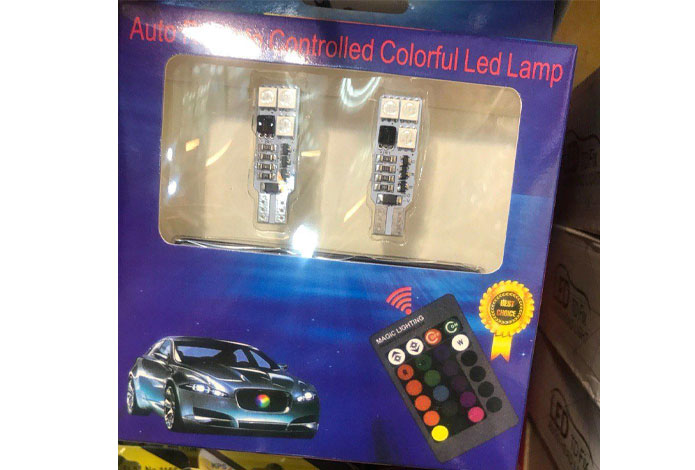 Auto Controlled Colorful Led Lamp
BEST
CHOICE
MAGIC LIGHTING
W